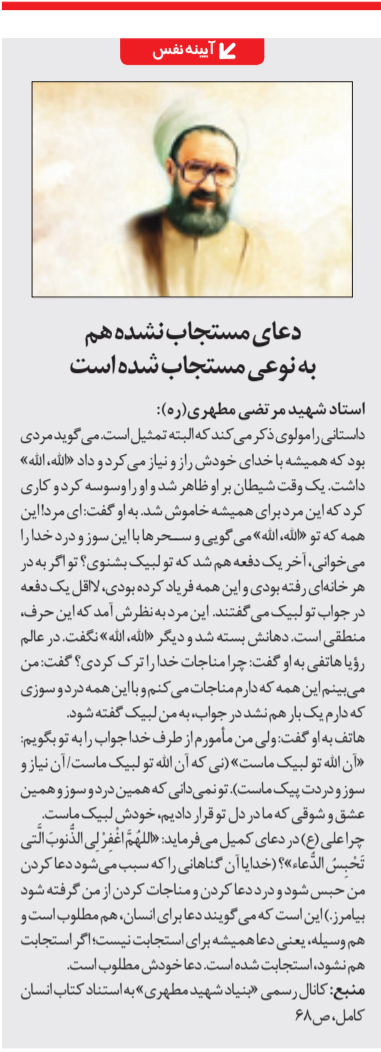 آیینه نفس
دعای مستجاب نشده هم
به نوعی مستجاب شده است
استاد شهید مرتضی مطهری(ره):
داستانی را مولوی ذکر می‌کند که البته تمثیل است. می‌گوید مردی
بود که همیشه با خدای خودش راز و نیاز می‌کرد و داد «الله، الله»
داشت. یک وقت شیطان بر او ظاهر شد و او را وسوسه کرد و کاری
کرد که این مرد برای همیشه خاموش شد. به او گفت: ای مرد! این
همه که تو «الله، الله» می‌گویی و سـحرها با این سوز و درد خدا را
می‌خوانی، آخر یک دفعه هم شد که تو لبیک بشنوی؟ تو اگر به در
هر خانه‌ای رفته بودی و این همه فریاد کرده بودی، لااقل یک دفعه
در جواب تو لبیک می‌گفتند. این مرد به نظرش آمد که این حرف،
منطقی است. دهانش بسته شد و دیگر «الله، الله» نگفت. در عالم
رؤیا هاتفی به او گفت: چرا مناجات خدا را ترک کردی؟ گفت: من
می‌بینم این همه که دارم مناجات می‌کنم و با این همه درد و سوزی
که دارم یک بار هم نشد در جواب، به من لبیک گفته شود.
هاتف به او گفت: ولی من مأمورم از طرف خدا جواب را به تو بگویم:
«آن الله تو لبیک ماست» (نی که آن الله تو لبیک ماست/ آن نیاز و
سوز و دردت پیک ماست). تو نمی‌دانی که همین درد و سوز و همین
عشق و شوقی که ما در دل تو قرار دادیم، خودش لبیک ماست.
چرا علی (ع) در دعای کمیل می‌فرماید: «اللهُمَّ اغْفِرْ لِی الذُّنوبَ الَّتی
تَحْبِسُ الدُّعاء»؟ (خدایا آن گناهانی را که سبب می‌شود دعا کردن
من حبس شود و درد دعا کردن و مناجات کردن از من گرفته شود
بیامرز.) این است که می‌گویند دعا برای انسان، هم مطلوب است و
هم وسیله، یعنی دعا همیشه برای استجابت نیست؛ اگر استجابت
هم نشود، استجابت شده است. دعا خودش مطلوب است.
منبع: کانال رسمی «بنیاد شهید مطهری» به استناد کتاب انسان
کامل، ص۶۸